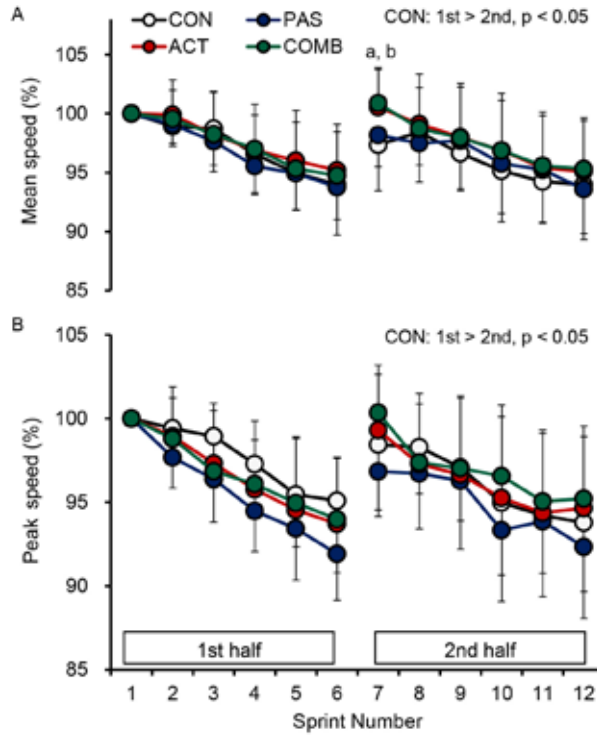 A
CON PAS
ACT COMB
CON: 1st > 2nd, p < 0.05
a, b
105
100
95
90
85
Mean speed (%)
B
CON: 1st > 2nd, p < 0.05
105
100
95
90
85
Peak speed (%)
1st half 2nd half
1 2 3 4 5 6 7 8 9 10 11 12
Sprint Number